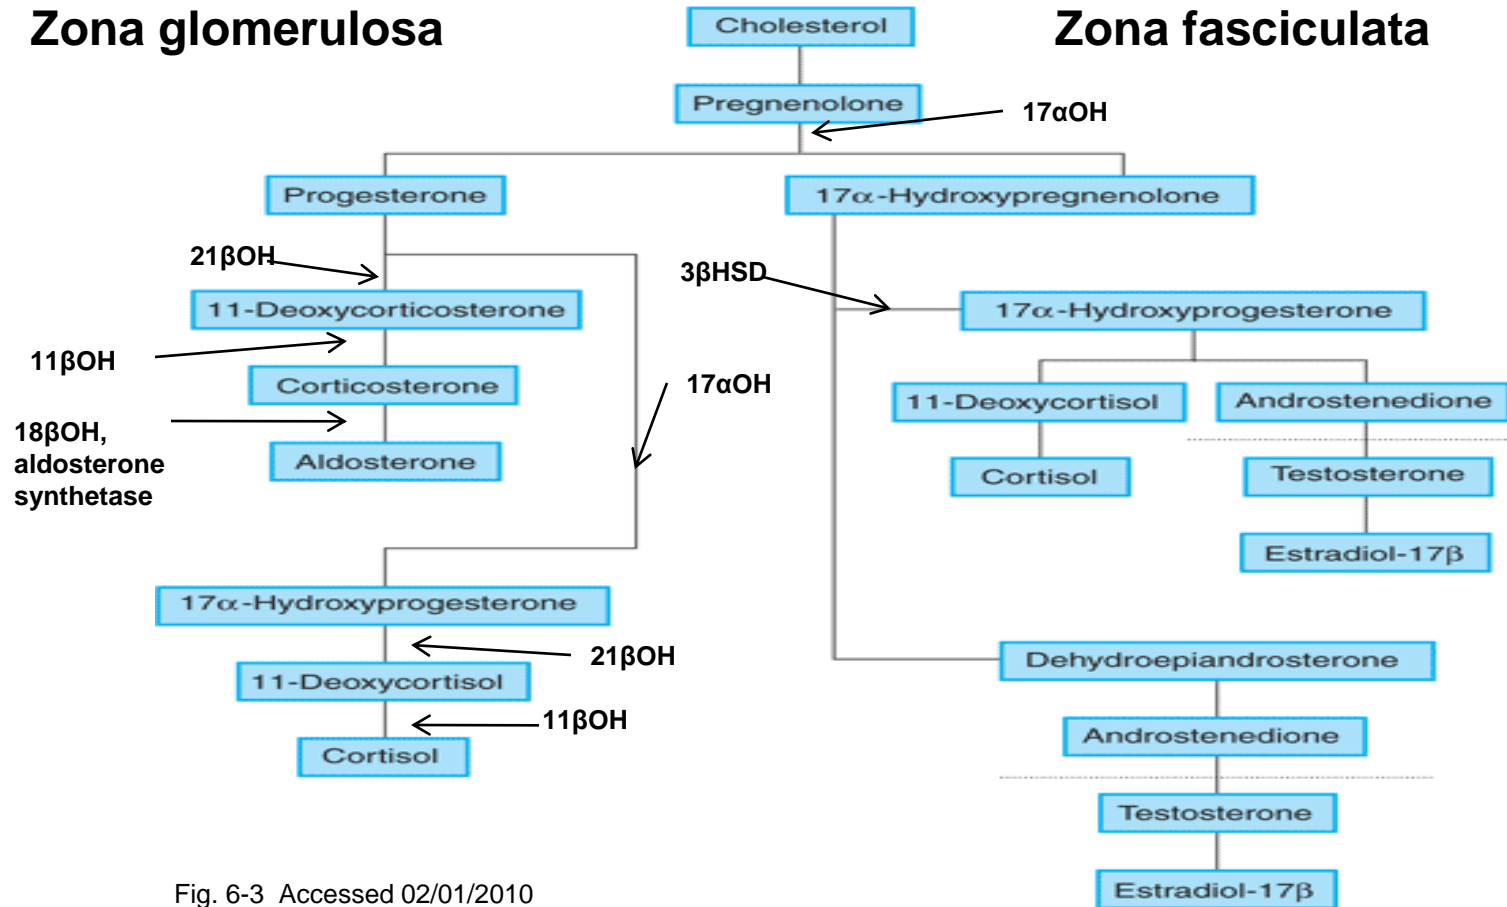 Zona glomerulosa
Zona fasciculata
Cholesterol
Pregnenolone
17αOH
Progesterone
17α-Hydroxypregnenolone
21βOH
3βHSD
11-Deoxycorticosterone
17α-Hydroxyprogesterone
11βOH
Corticosterone
17αOH
11-Deoxycortisol
Androstenedione
18βOH,
aldosterone
synthetase
Aldosterone
Cortisol
Testosterone
Estradiol-17β
17α-Hydroxyprogesterone
21βOH
Dehydroepiandrosterone
11-Deoxycortisol
11βOH
Androstenedione
Cortisol
Testosterone
Estradiol-17β
Fig. 6-3 Accessed 02/01/2010